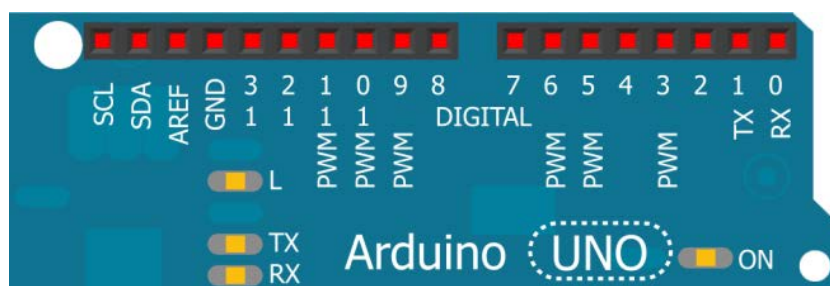 SCL
SDA
AREF
GND
3 2 1 0 9 8 7 6 5 4 3 2 1 0
1 1 1 1
DIGITAL
TX
RX
PWM
PWM
PWM
PWM
PWM
PWM
L
TX
RX
Arduino UNO
ON